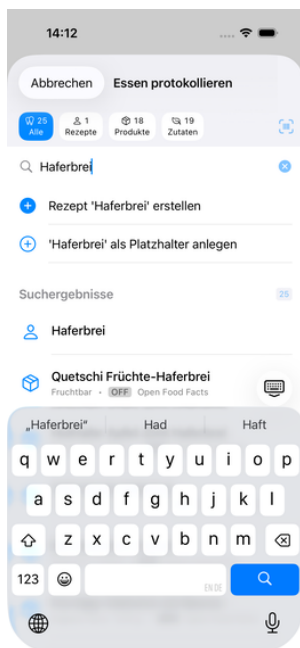 14:12
Abbrechen Essen protokollieren
25 1 18 19
Alle Rezepte Produkte Zutaten
Haferbrei
Rezept 'Haferbrei' erstellen
'Haferbrei' als Platzhalter anlegen
Suchergebnisse 25
Haferbrei
Quetschi Früchte-Haferbrei
Fruchtbar • OFF Open Food Facts
„Haferbrei“ Had Haft
q w e r t y u i o p
a s d f g h j k l
z x c v b n m
123 EN DE